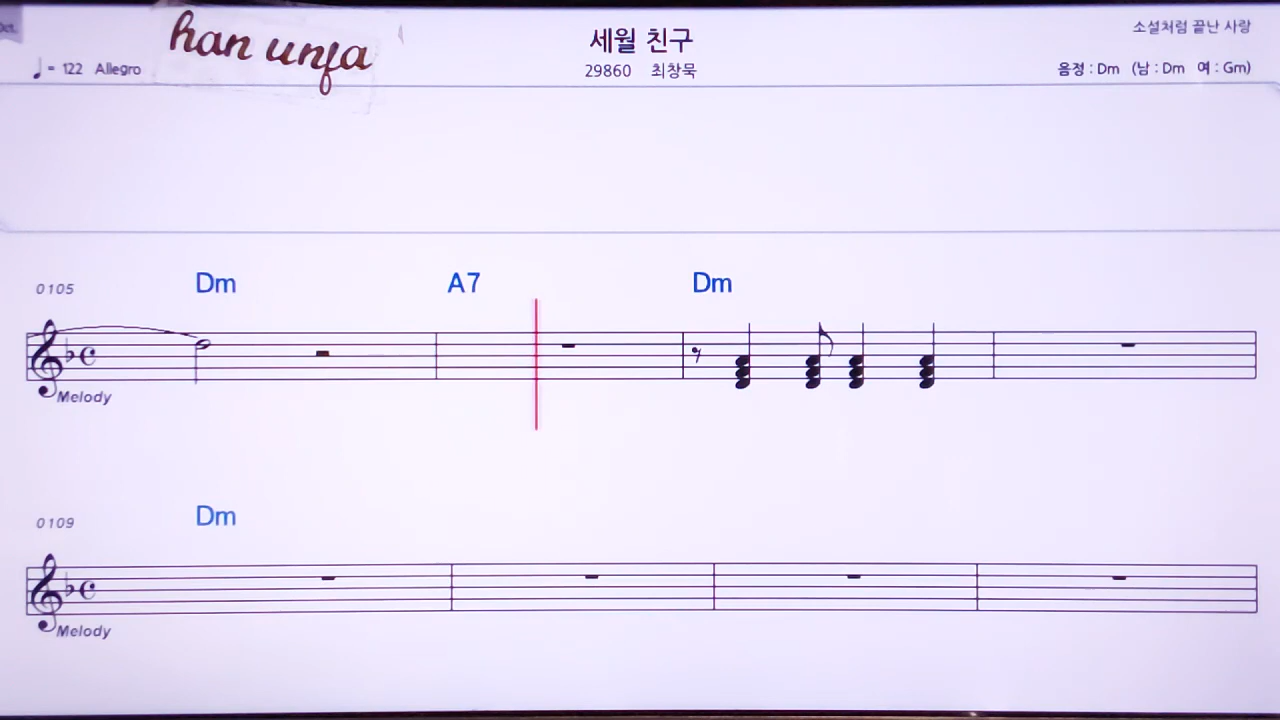 Oct.
han unja
세월 친구
소설처럼 끝난 사랑
♩ = 122 Allegro
29860 최창묵
음정 : Dm (남 : Dm 여 : Gm)
0105 Dm A7 Dm
Melody
0109 Dm
Melody